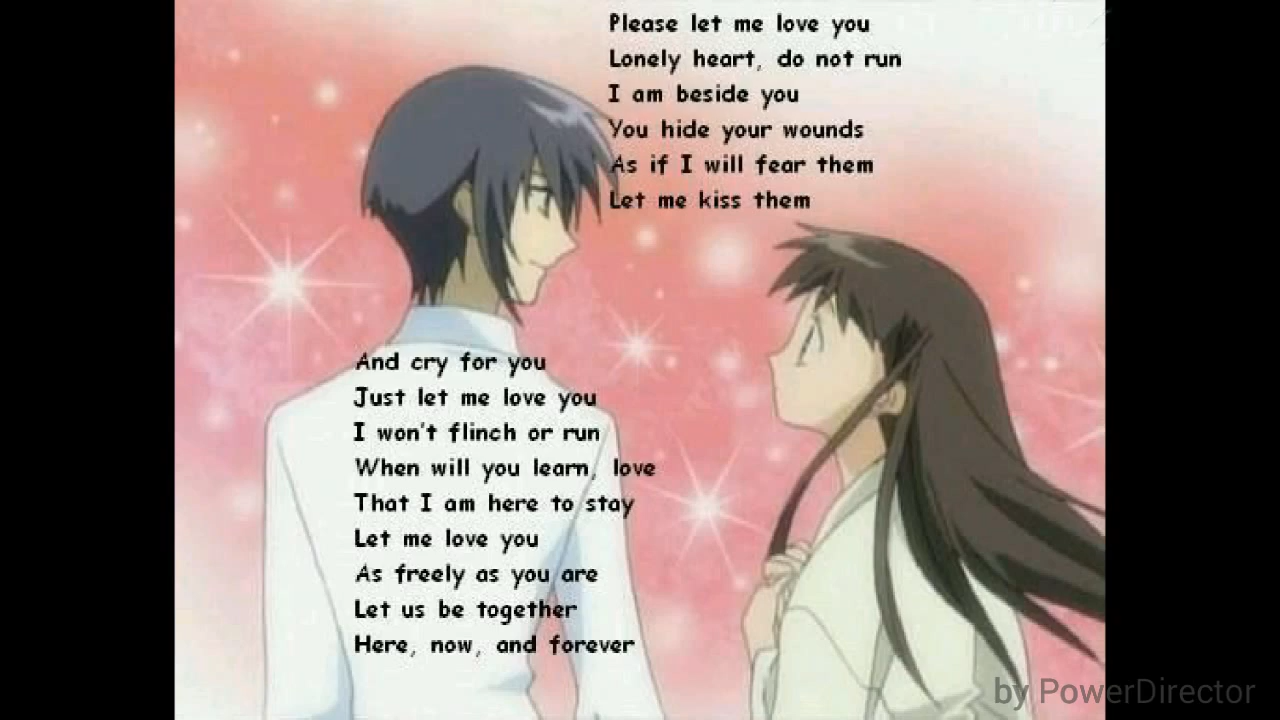 Please let me love you
Lonely heart, do not run
I am beside you
You hide your wounds
As if I will fear them
Let me kiss them
And cry for you
Just let me love you
I won't flinch or run
When will you learn, love
That I am here to stay
Let me love you
As freely as you are
Let us be together
Here, now, and forever
by PowerDirector